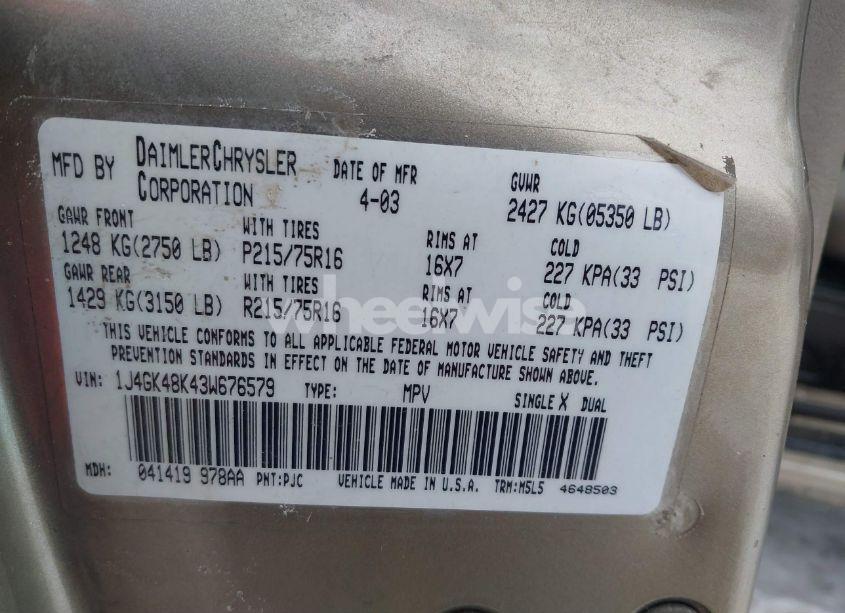 MFD BY DAIMLERCHRYSLER CORPORATION DATE OF MFR 4-03 GVWR 2427 KG(05350 LB)
GAWR FRONT WITH TIRES RIMS AT COLD
1248 KG(2750 LB) P215/75R16 16X7 227 KPA(33 PSI)
GAWR REAR WITH TIRES RIMS AT COLD
1429 KG(3150 LB) R215/75R16 16X7 227 KPA(33 PSI)
wheelwise
THIS VEHICLE CONFORMS TO ALL APPLICABLE FEDERAL MOTOR VEHICLE SAFETY AND THEFT
PREVENTION STANDARDS IN EFFECT ON THE DATE OF MANUFACTURE SHOWN ABOVE.
VIN: 1J4GK48K43W676579 TYPE: MPV SINGLE X DUAL
MDH: 041419 978AA PNT:PJC VEHICLE MADE IN U.S.A. TRM:M5L5 4648503